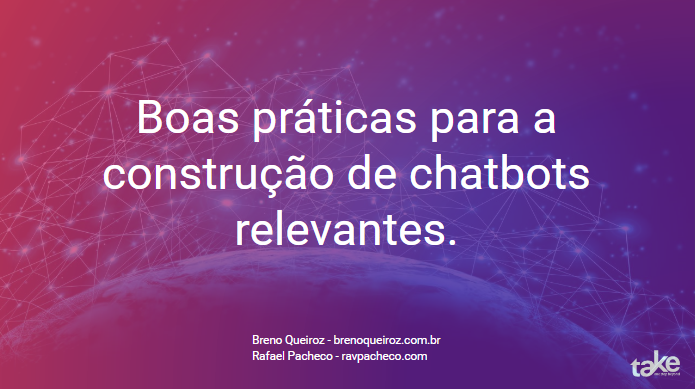 Boas práticas para a
construção de chatbots
relevantes.
Breno Queiroz - brenoqueiroz.com.br
Rafael Pacheco - ravpacheco.com
take